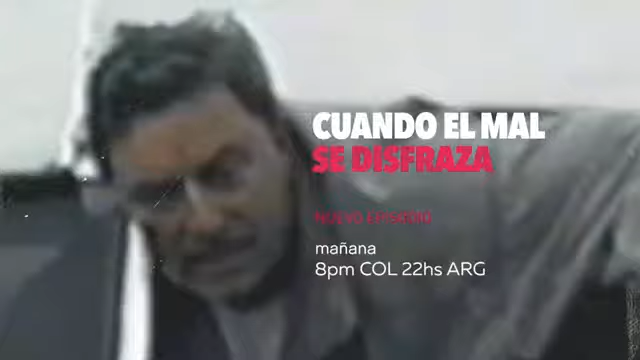 CUANDO EL MAL
SE DISFRAZA
NUEVO EPISODIO
mañana
8pm COL 22hs ARG